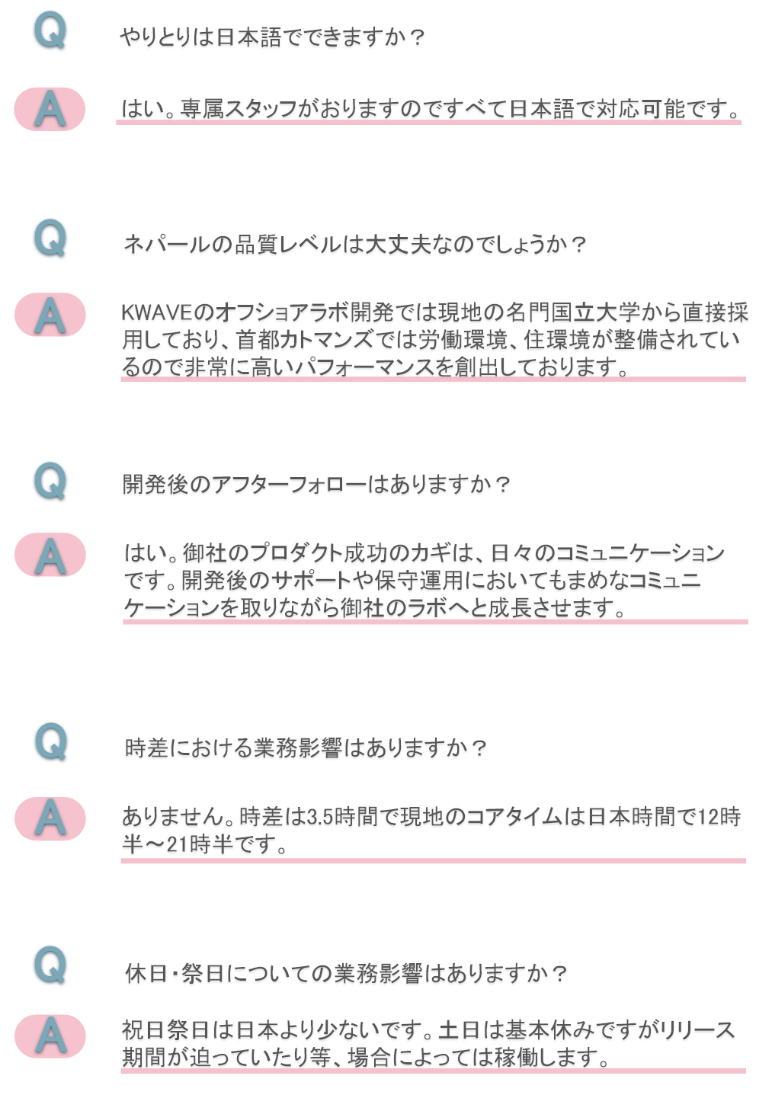 Q やりとりは日本語でできますか？
A はい。専属スタッフがおりますのですべて日本語で対応可能です。
Q ネパールの品質レベルは大丈夫なのでしょうか？
A KWAVEのオフショアラボ開発では現地の名門国立大学から直接採
用しており、首都カトマンズでは労働環境、住環境が整備されてい
るので非常に高いパフォーマンスを創出しております。
Q 開発後のアフターフォローはありますか？
A はい。御社のプロダクト成功のカギは、日々のコミュニケーション
です。開発後のサポートや保守運用においてもまめなコミュニ
ケーションを取りながら御社のラボへと成長させます。
Q 時差における業務影響はありますか？
A ありません。時差は3.5時間で現地のコアタイムは日本時間で12時
半～21時半です。
Q 休日・祭日についての業務影響はありますか？
A 祝日祭日は日本より少ないです。土日は基本休みですがリリース
期間が迫っていたり等、場合によっては稼働します。